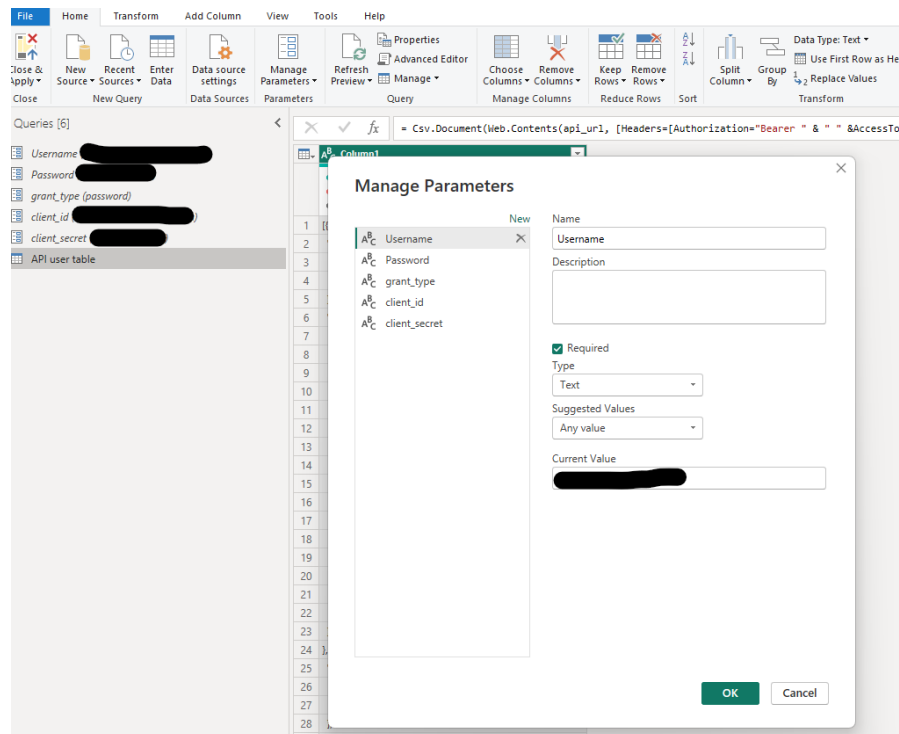 File Home Transform Add Column View Tools Help
Close & Apply New Source Recent Sources Enter Data Data source settings Manage Parameters Refresh Preview Properties Advanced Editor Manage Choose Columns Remove Columns Keep Rows Remove Rows Split Column Group By Data Type: Text Use First Row as He Replace Values
Close New Query Data Sources Parameters Query Manage Columns Reduce Rows Sort Transform
Queries [6]
fx = Csv.Document(Web.Contents(api_url, [Headers=[Authorization="Bearer " & " " &AccessTo
Username
Password
grant_type (password)
client_id ( )
client_secret
API user table
Column1
1
2
3
4
5
6
7
8
9
10
11
12
13
14
15
16
17
18
19
20
21
22
23
24
25
26
27
28
Manage Parameters
New
Username
Password
grant_type
client_id
client_secret
Name
Username
Description
Required
Type
Text
Suggested Values
Any value
Current Value
OK Cancel